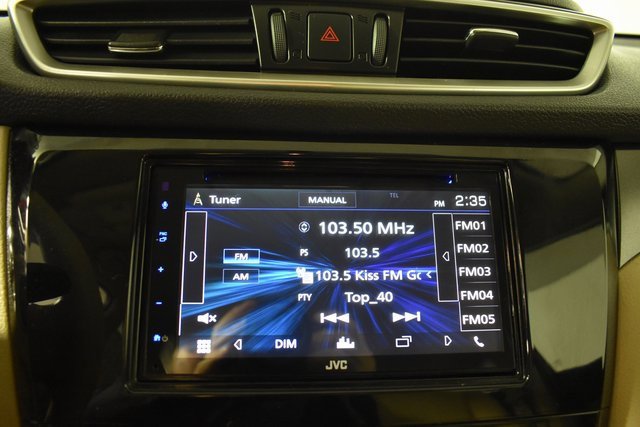 Tuner MANUAL TEL PM 2:35
103.50 MHz FM01
FM PS 103.5 FM02
AM 103.5 Kiss FM Gc FM03
PTY Top_40 FM04
FM05
DIM
JVC